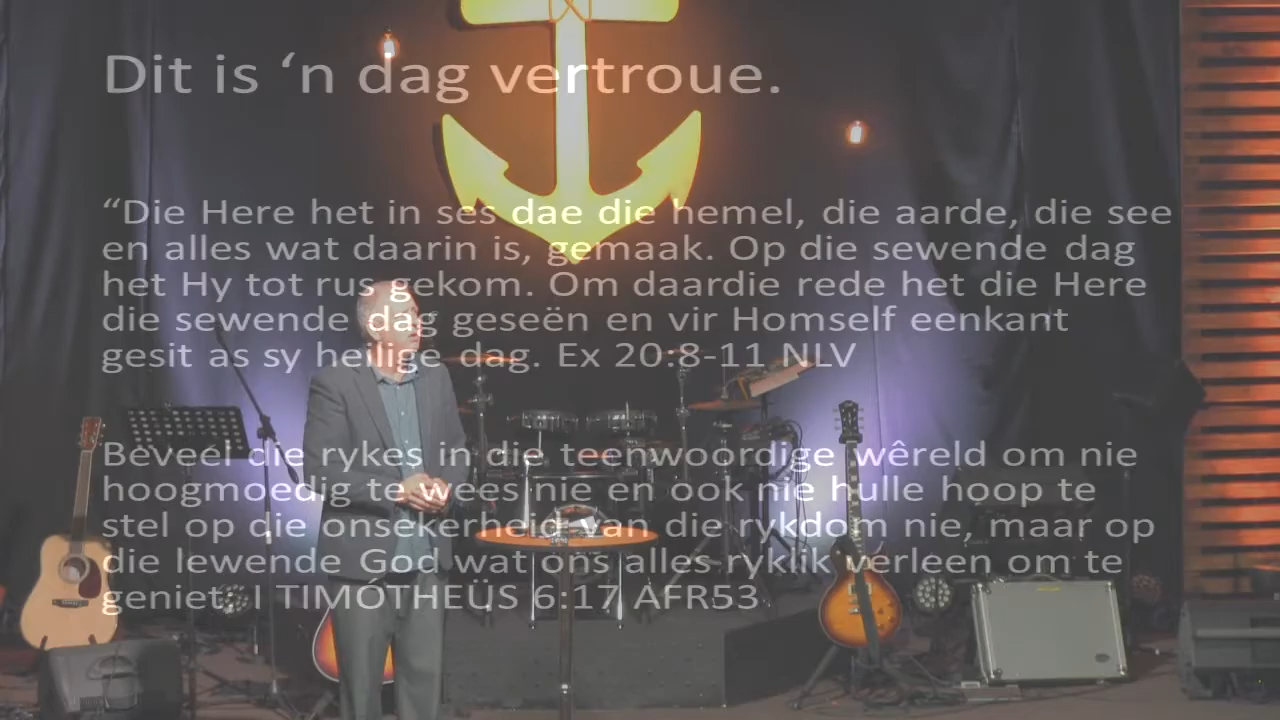 Dit is ‘n dag vertroue.
“Die Here het in ses dae die hemel, die aarde, die see
en alles wat daarin is, gemaak. Op die sewende dag
het Hy tot rus gekom. Om daardie rede het die Here
die sewende dag geseën en vir Homself eenkant
gesit as sy heilige dag. Ex 20:8-11 NLV
Beveel die rykes in die teenwoordige wêreld om nie
hoogmoedig te wees nie en ook nie hulle hoop te
stel op die onsekerheid van die rykdom nie, maar op
die lewende God wat ons alles ryklik verleen om te
geniet. I TIMÓTHEÜS 6:17 AFR53